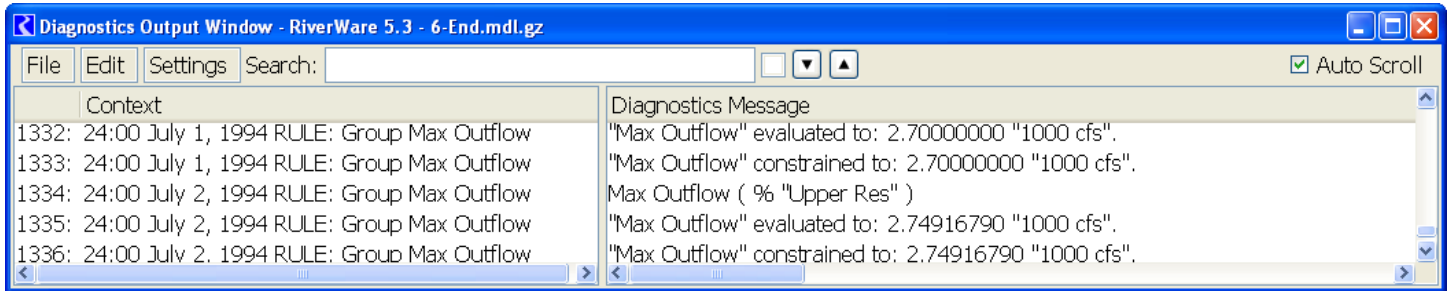 Diagnostics Output Window - RiverWare 5.3 - 6-End.mdl.gz
File Edit Settings Search: Auto Scroll
Context Diagnostics Message
1332: 24:00 July 1, 1994 RULE: Group Max Outflow "Max Outflow" evaluated to: 2.70000000 "1000 cfs".
1333: 24:00 July 1, 1994 RULE: Group Max Outflow "Max Outflow" constrained to: 2.70000000 "1000 cfs".
1334: 24:00 July 2, 1994 RULE: Group Max Outflow Max Outflow ( % "Upper Res" )
1335: 24:00 July 2, 1994 RULE: Group Max Outflow "Max Outflow" evaluated to: 2.74916790 "1000 cfs".
1336: 24:00 July 2, 1994 RULE: Group Max Outflow "Max Outflow" constrained to: 2.74916790 "1000 cfs".